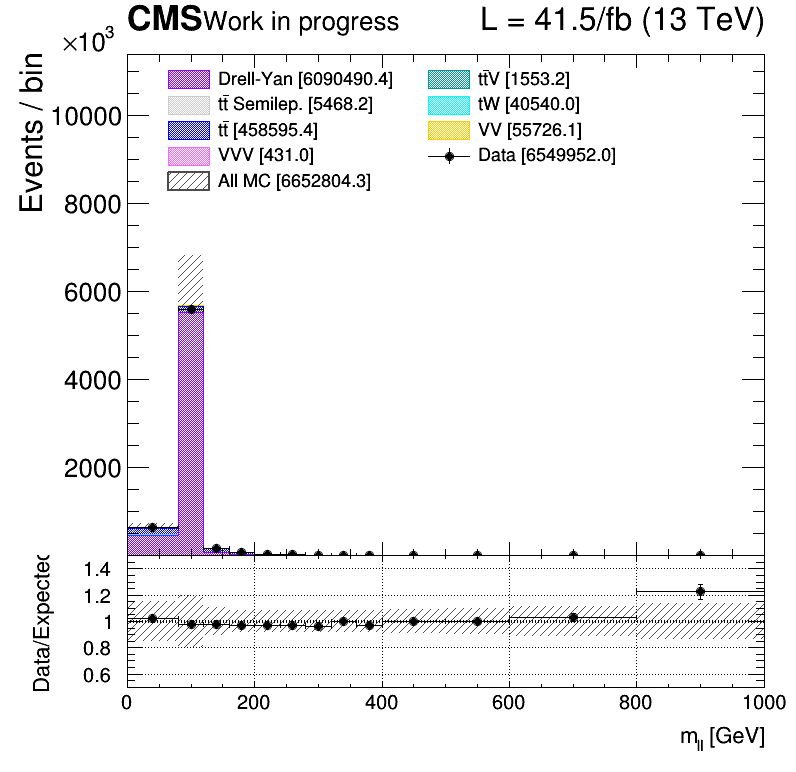 CMS Work in progress L = 41.5/fb (13 TeV)
×10³
Events / bin
10000
8000
6000
4000
2000
Drell-Yan [6090490.4]
tt̄ Semilep. [5468.2]
tt̄ [458595.4]
VVV [431.0]
All MC [6652804.3]
tt̄V [1553.2]
tW [40540.0]
VV [55726.1]
Data [6549952.0]
Data/Expected
1.4
1.2
1
0.8
0.6
0 200 400 600 800 1000
m_ll [GeV]